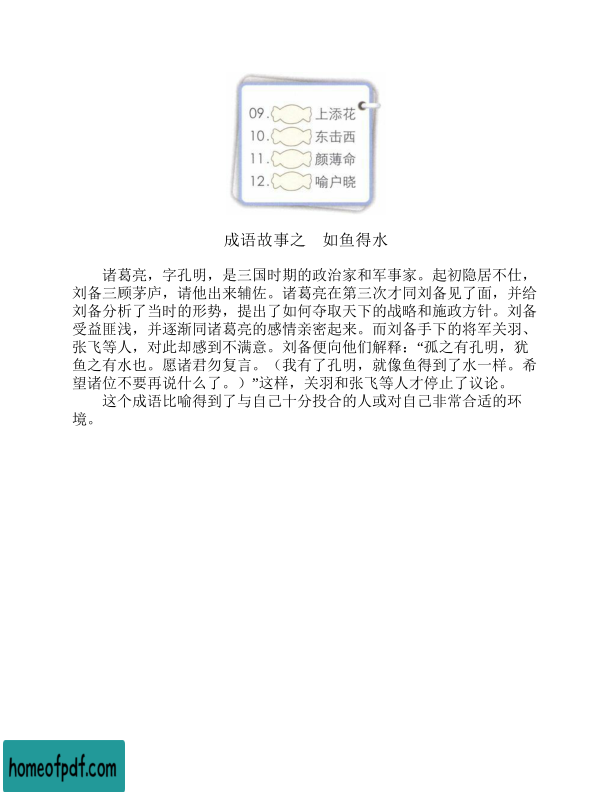 09. 上添花
10. 东击西
11. 颜薄命
12. 喻户晓
成语故事之 如鱼得水
诸葛亮，字孔明，是三国时期的政治家和军事家。起初隐居不仕，
刘备三顾茅庐，请他出来辅佐。诸葛亮在第三次才同刘备见了面，并给
刘备分析了当时的形势，提出了如何夺取天下的战略和施政方针。刘备
受益匪浅，并逐渐同诸葛亮的感情亲密起来。而刘备手下的将军关羽、
张飞等人，对此却感到不满意。刘备便向他们解释：“孤之有孔明，犹
鱼之有水也。愿诸君勿复言。（我有了孔明，就像鱼得到了水一样。希
望诸位不要再说什么了。）”这样，关羽和张飞等人才停止了议论。
这个成语比喻得到了与自己十分投合的人或对自己非常合适的环
境。
homeofpdf.com